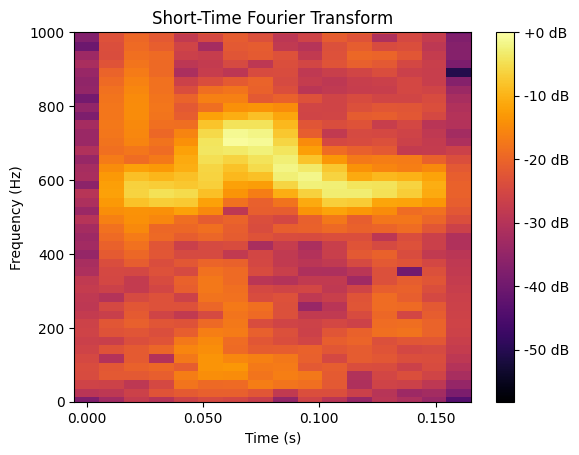 Short-Time Fourier Transform
Frequency (Hz)
1000
800
600
400
200
0
0.000
0.050
0.100
0.150
Time (s)
+0 dB
-10 dB
-20 dB
-30 dB
-40 dB
-50 dB